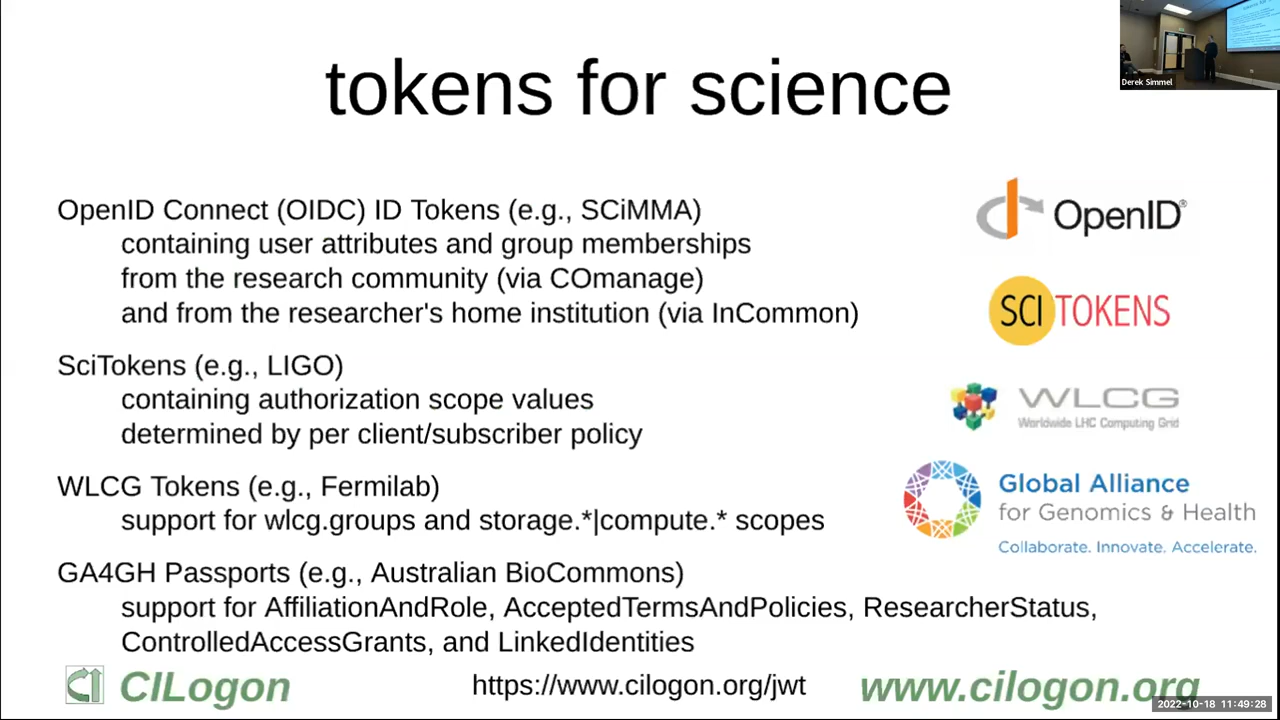 tokens for science
Derek Simmel
OpenID Connect (OIDC) ID Tokens (e.g., SCiMMA)
containing user attributes and group memberships
from the research community (via COmanage)
and from the researcher's home institution (via InCommon)
SciTokens (e.g., LIGO)
containing authorization scope values
determined by per client/subscriber policy
WLCG Tokens (e.g., Fermilab)
support for wlcg.groups and storage.*|compute.* scopes
GA4GH Passports (e.g., Australian BioCommons)
support for AffiliationAndRole, AcceptedTermsAndPolicies, ResearcherStatus,
ControlledAccessGrants, and LinkedIdentities
OpenID®
SCITOKENS
WLCG
Worldwide LHC Computing Grid
Global Alliance
for Genomics & Health
Collaborate. Innovate. Accelerate.
CILogon
https://www.cilogon.org/jwt
www.cilogon.org
2022-10-18 11:49:28